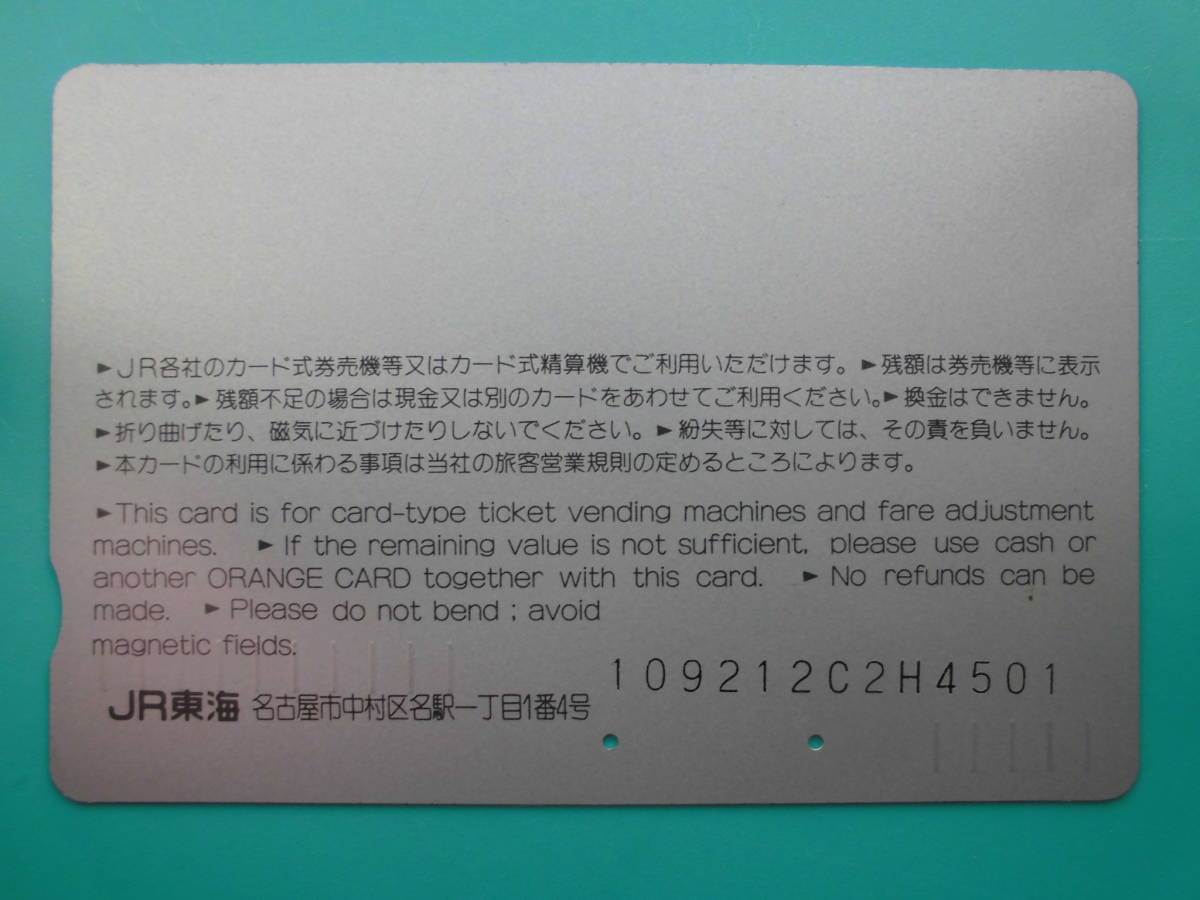 ►JR各社のカード式券売機等又はカード式精算機でご利用いただけます。►残額は券売機等に表示
されます。►残額不足の場合は現金又は別のカードをあわせてご利用ください。►換金はできません。
►折り曲げたり、磁気に近づけたりしないでください。►紛失等に対しては、その責を負いません。
►本カードの利用に係わる事項は当社の旅客営業規則の定めるところによります。
►This card is for card-type ticket vending machines and fare adjustment
machines. ►If the remaining value is not sufficient, please use cash or
another ORANGE CARD together with this card. ►No refunds can be
made. ►Please do not bend ; avoid
magnetic fields.
109212C2H4501
JR東海 名古屋市中村区名駅一丁目1番4号